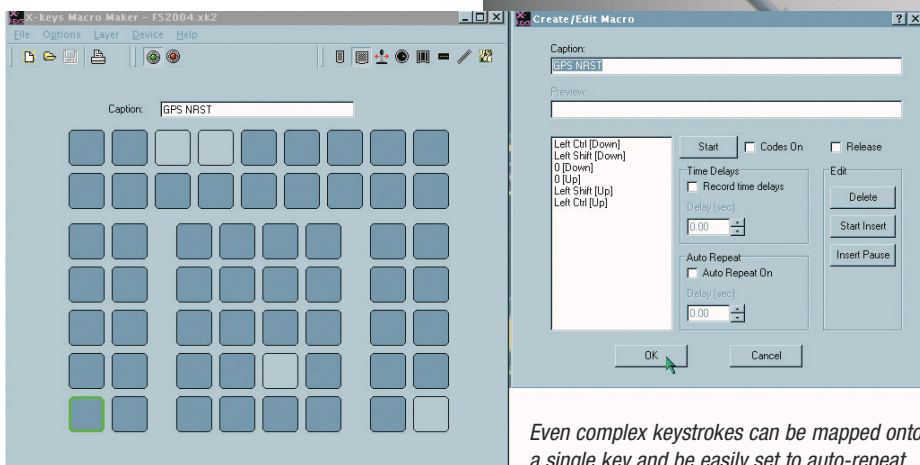 X-keys Macro Maker - FS2004.xk2
File Options Layer Device Help
Caption: GPS NRST
Create/Edit Macro
Caption:
GPS NRST
Preview:
Left Ctrl [Down]
Left Shift [Down]
0 [Down]
0 [Up]
Left Shift [Up]
Left Ctrl [Up]
Start
Codes On
Release
Time Delays
Record time delays
Delay (sec)
0.00
Auto Repeat
Auto Repeat On
Delay (sec)
0.00
Edit
Delete
Start Insert
Insert Pause
OK
Cancel
Even complex keystrokes can be mapped onto
a single key and be easily set to auto-repeat